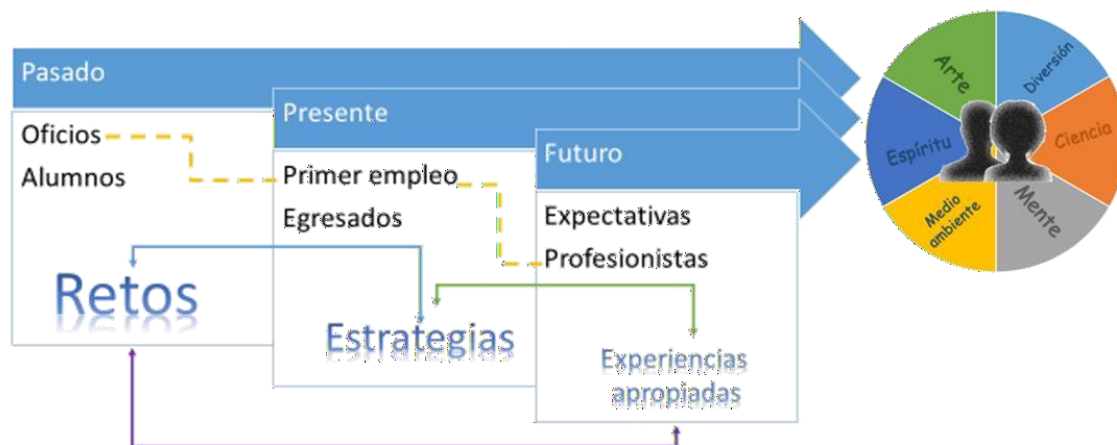 Pasado
Oficios
Alumnos
Retos
Presente
Primer empleo
Egresados
Estrategias
Futuro
Expectativas
Profesionistas
Experiencias
apropiadas
Arte
Diversión
Espíritu
Ciencia
Medio
ambiente
Mente